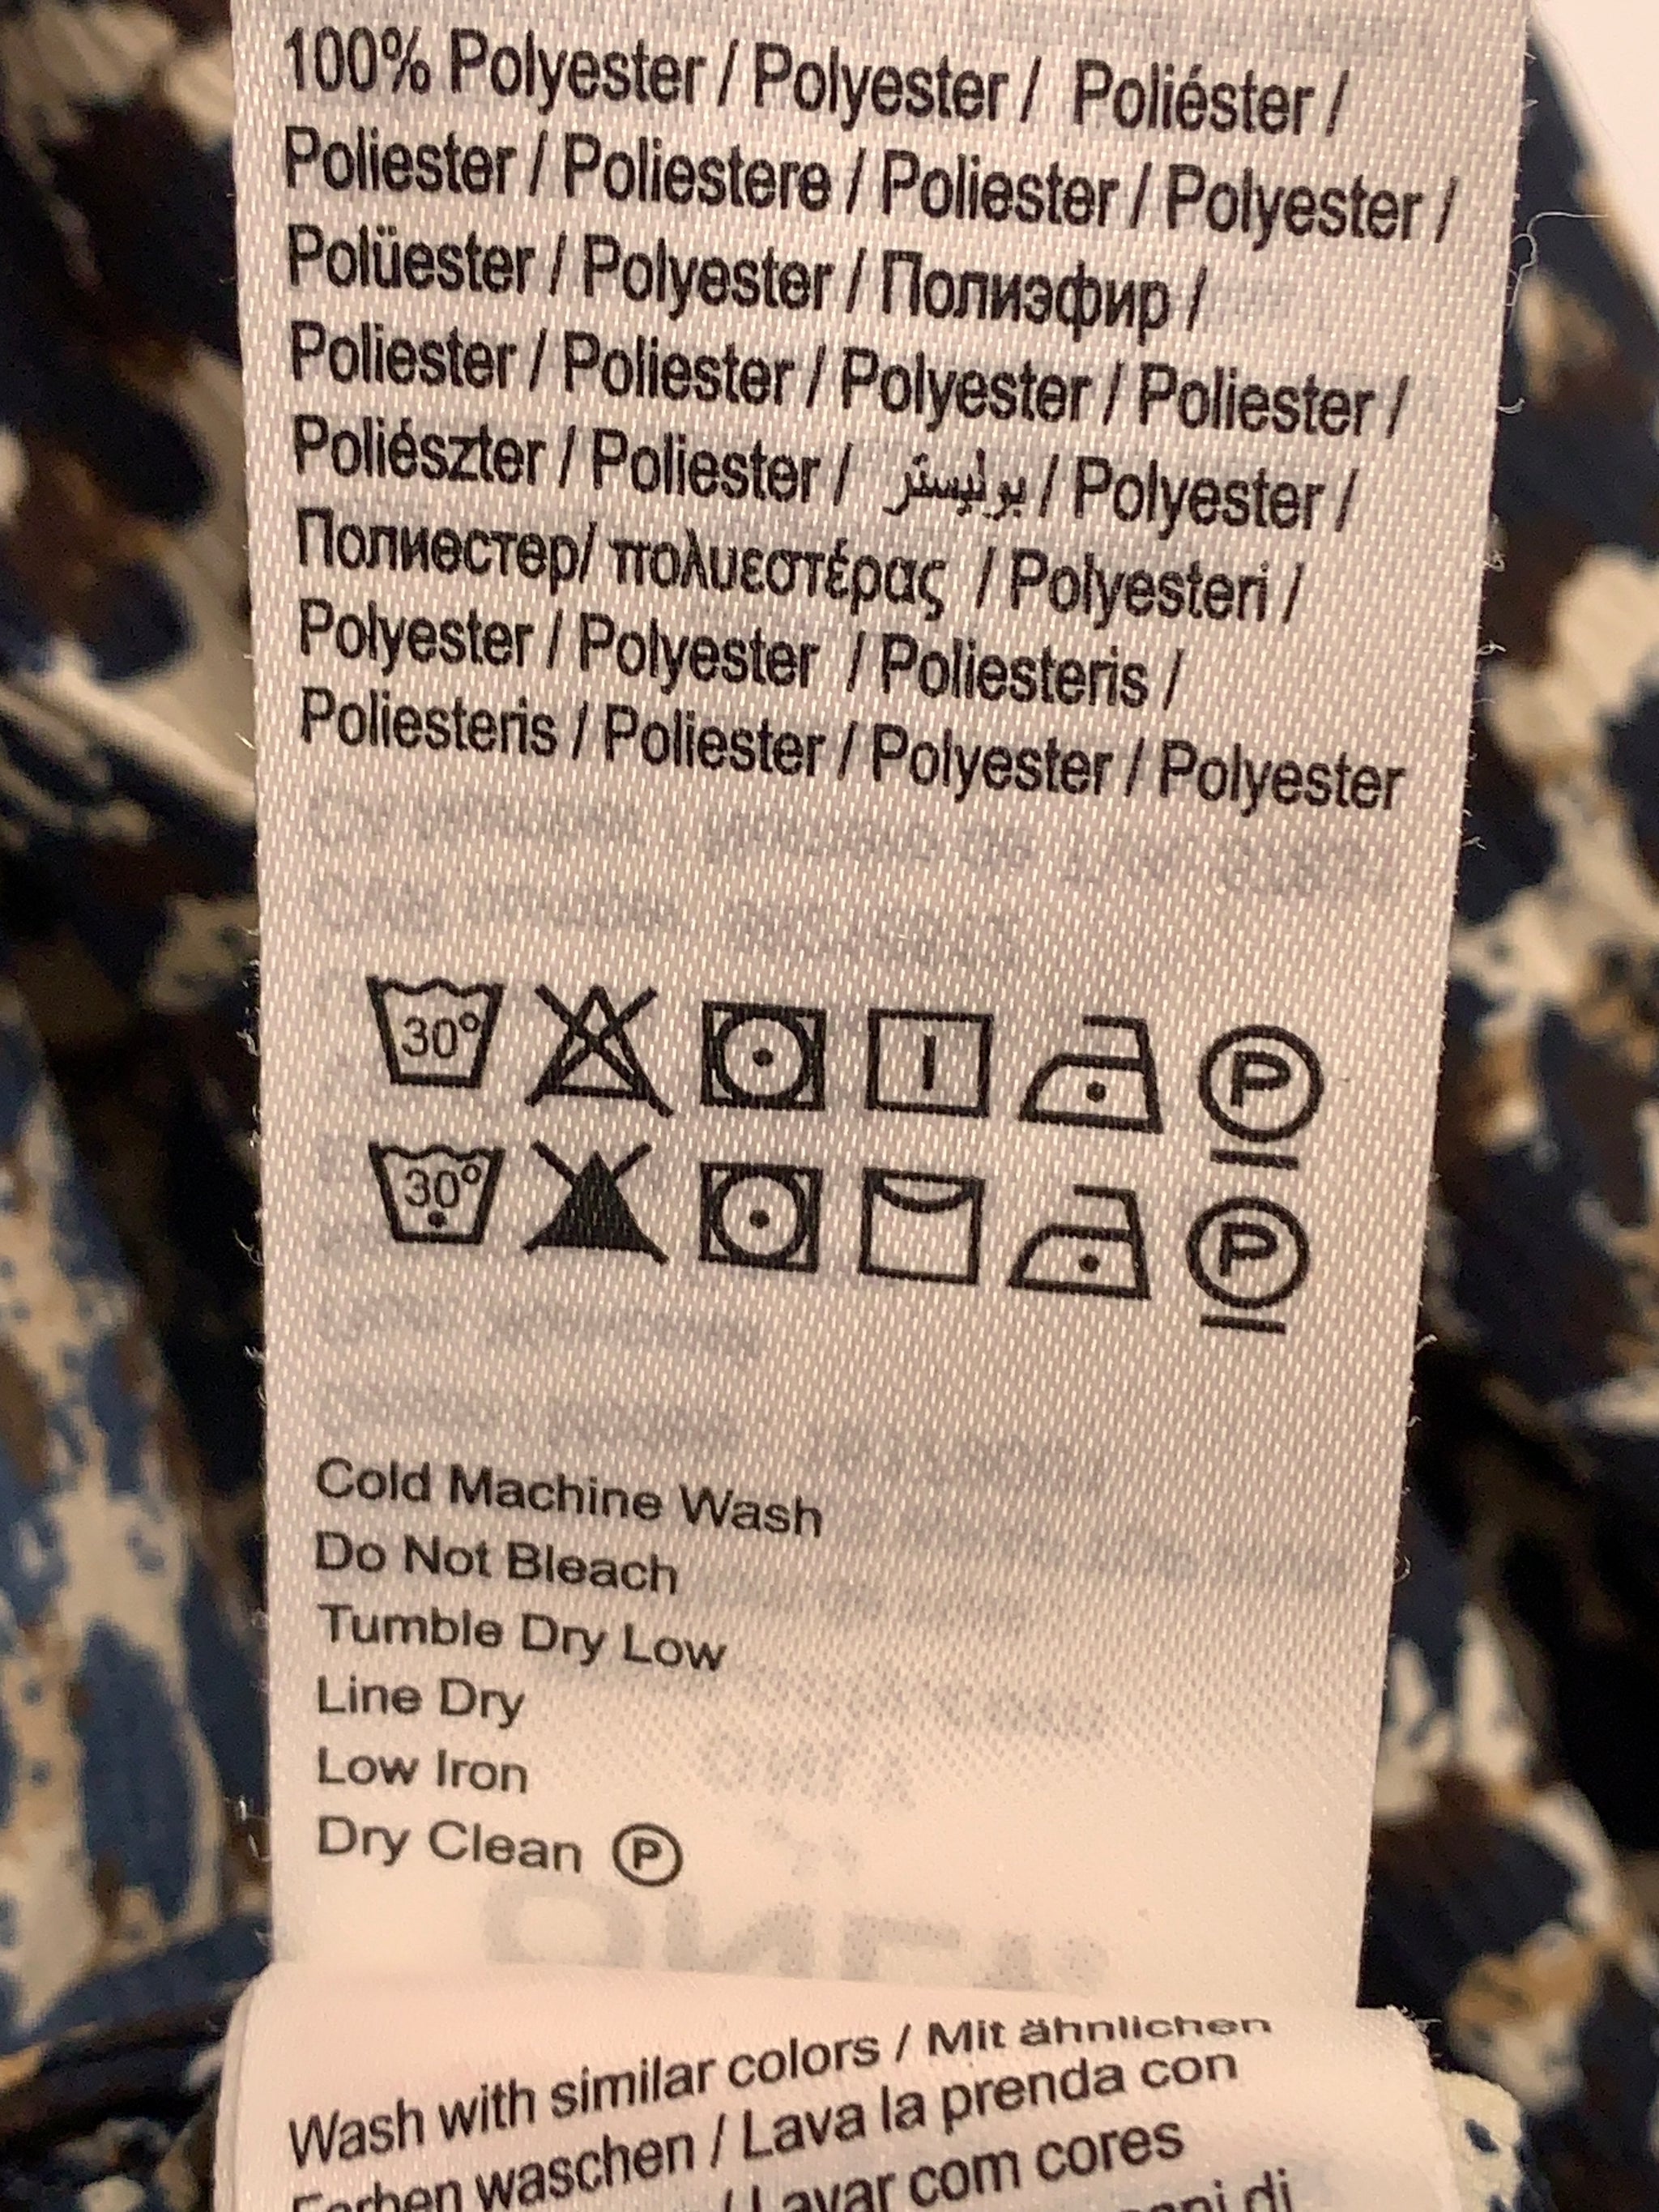 100% Polyester / Polyester / Poliéster /
Poliester / Poliestere / Poliester / Polyester /
Polüester / Polyester / Полиэфир /
Poliester / Poliester / Polyester / Poliester /
Poliészter / Poliester / بوليستر / Polyester /
Полиестер/ πολυεστέρας / Polyesteri /
Polyester / Polyester / Poliesteris /
Poliesteris / Poliester / Polyester / Polyester
30° P
30° P
Cold Machine Wash
Do Not Bleach
Tumble Dry Low
Line Dry
Low Iron
Dry Clean Ⓟ
Wash with similar colors / Mit ähnlichen
Farben waschen / Lava la prenda con
/ Lavar com cores
di